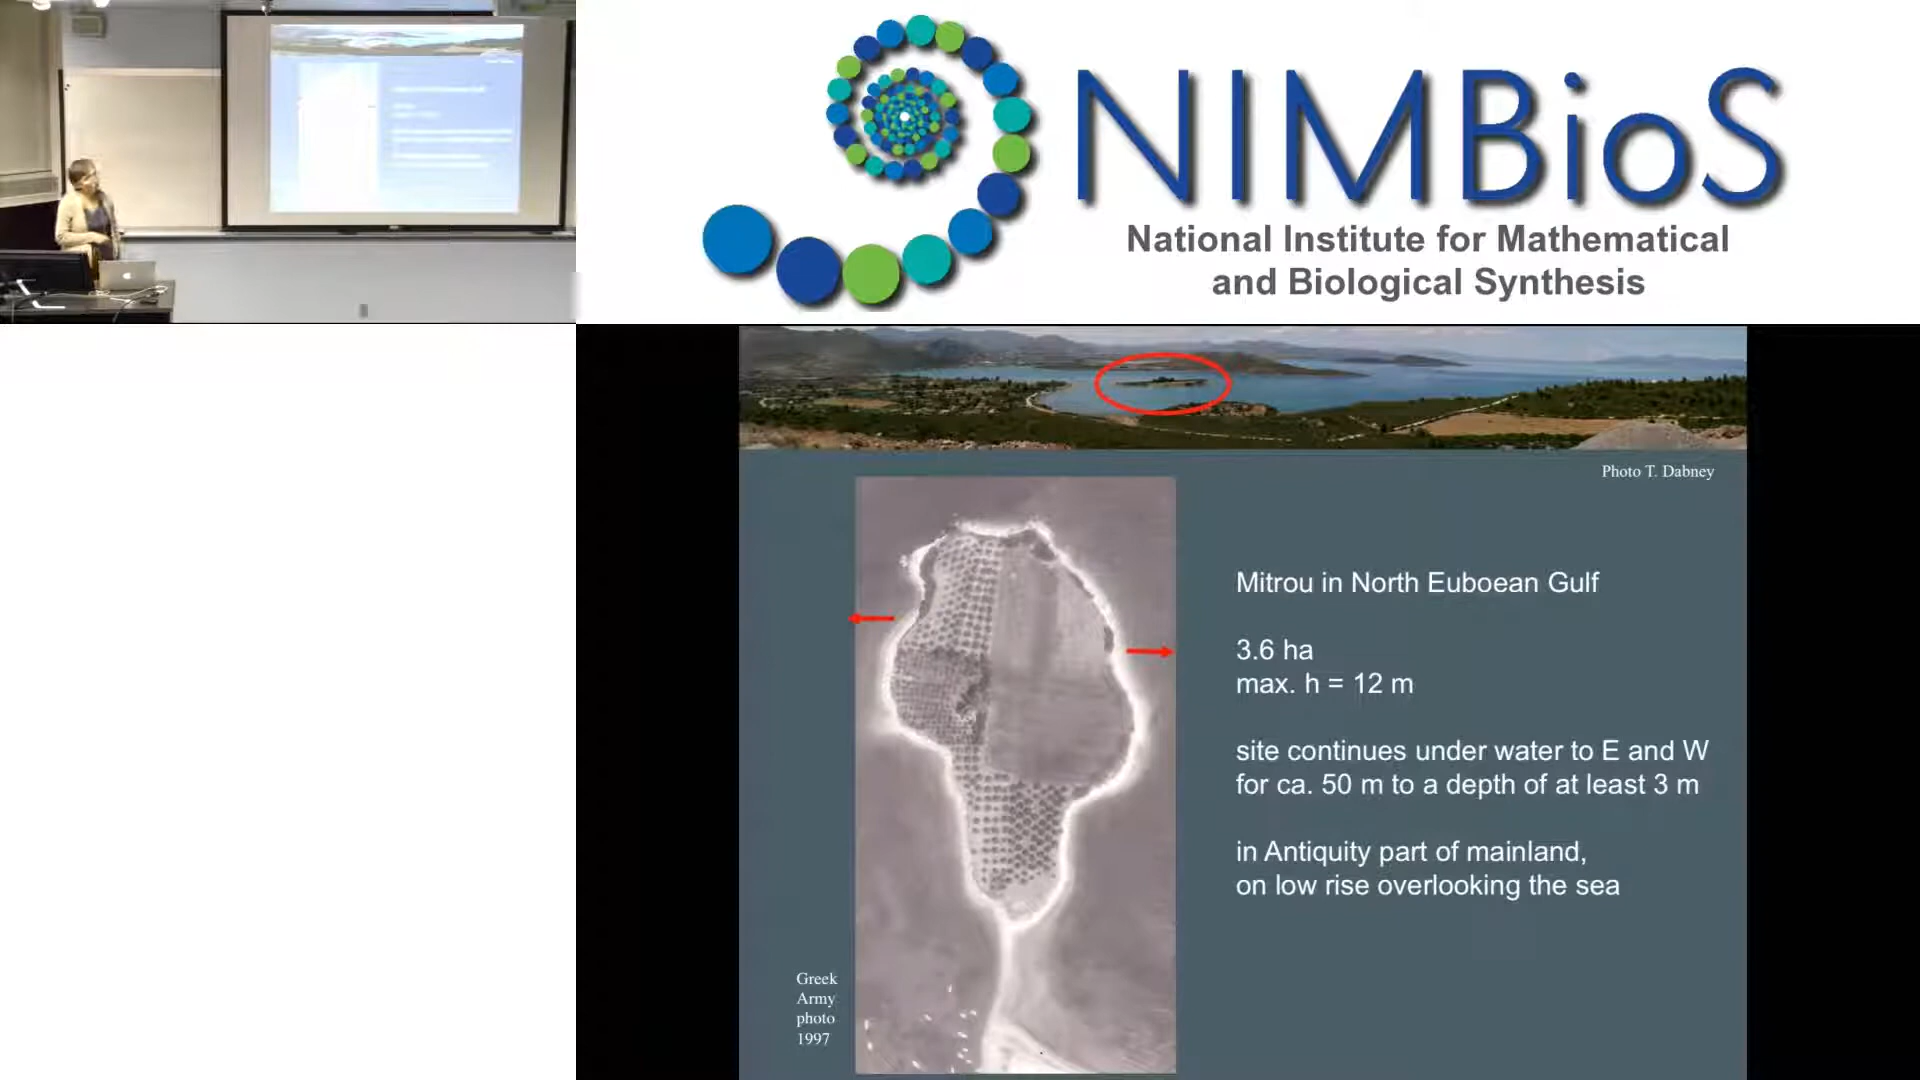 NIMBioS
National Institute for Mathematical
and Biological Synthesis
Photo T. Dabney
Mitrou in North Euboean Gulf
3.6 ha
max. h = 12 m
site continues under water to E and W
for ca. 50 m to a depth of at least 3 m
in Antiquity part of mainland,
on low rise overlooking the sea
Greek
Army
photo
1997